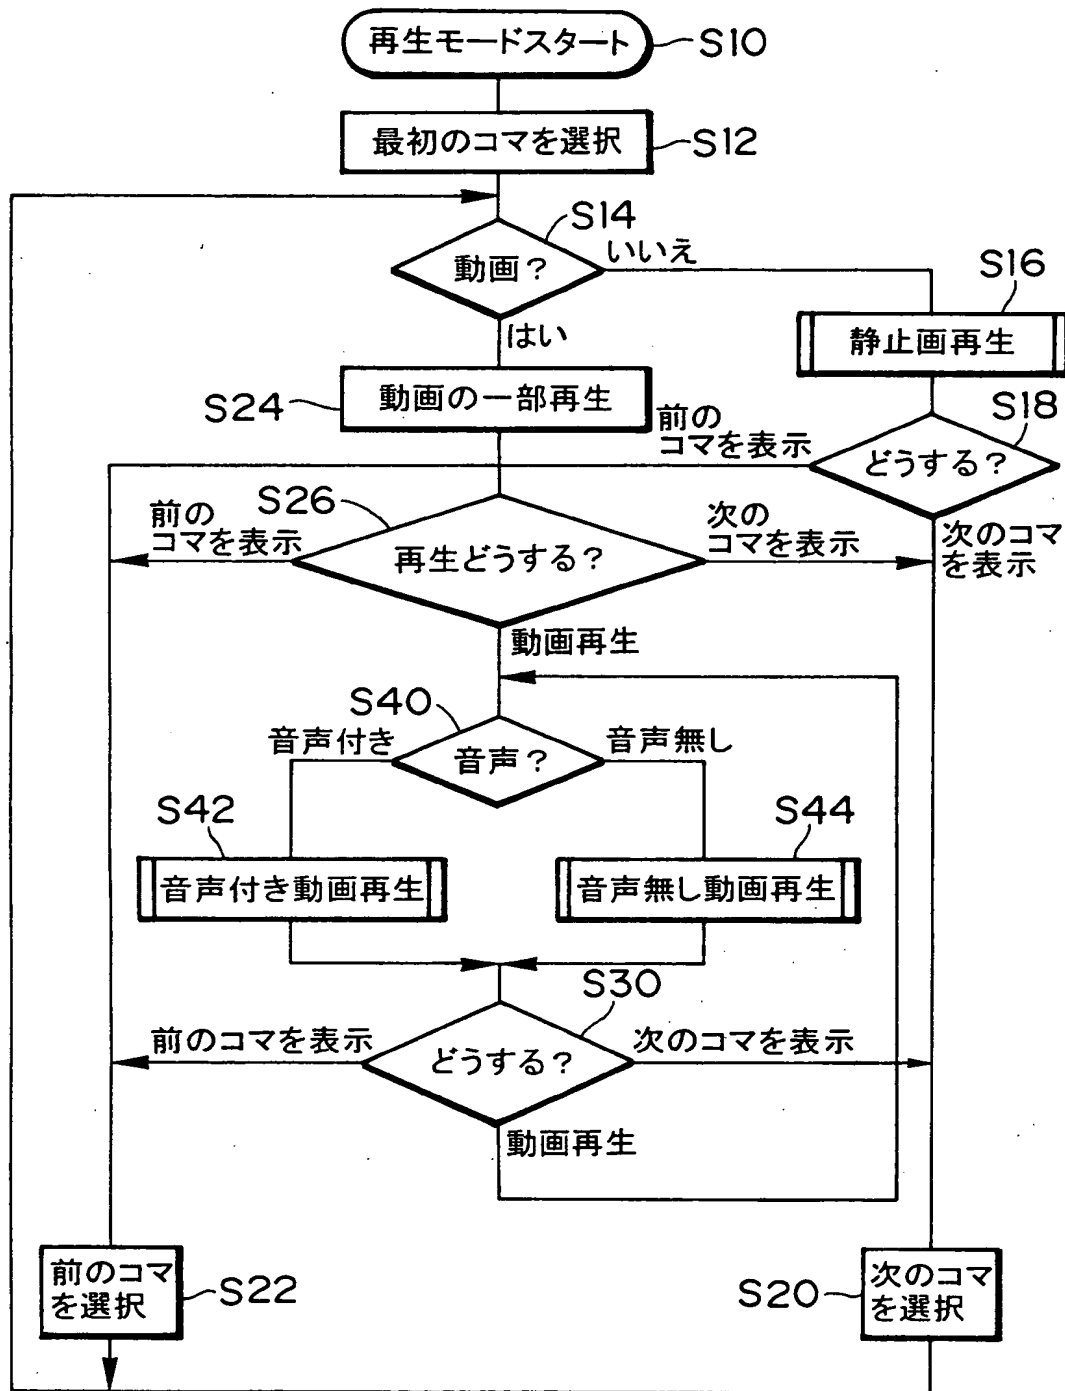 再生モードスタート
S10
最初のコマを選択
S12
S14
動画?
いいえ
はい
S16
静止画再生
S24
動画の一部再生
S18
どうする?
前の
コマを表示
次のコマ
を表示
S26
再生どうする?
前の
コマを表示
次の
コマを表示
動画再生
S40
音声?
音声付き
音声無し
S42
音声付き動画再生
S44
音声無し動画再生
S30
どうする?
前のコマを表示
次のコマを表示
動画再生
前のコマ
を選択
S22
S20
次のコマ
を選択